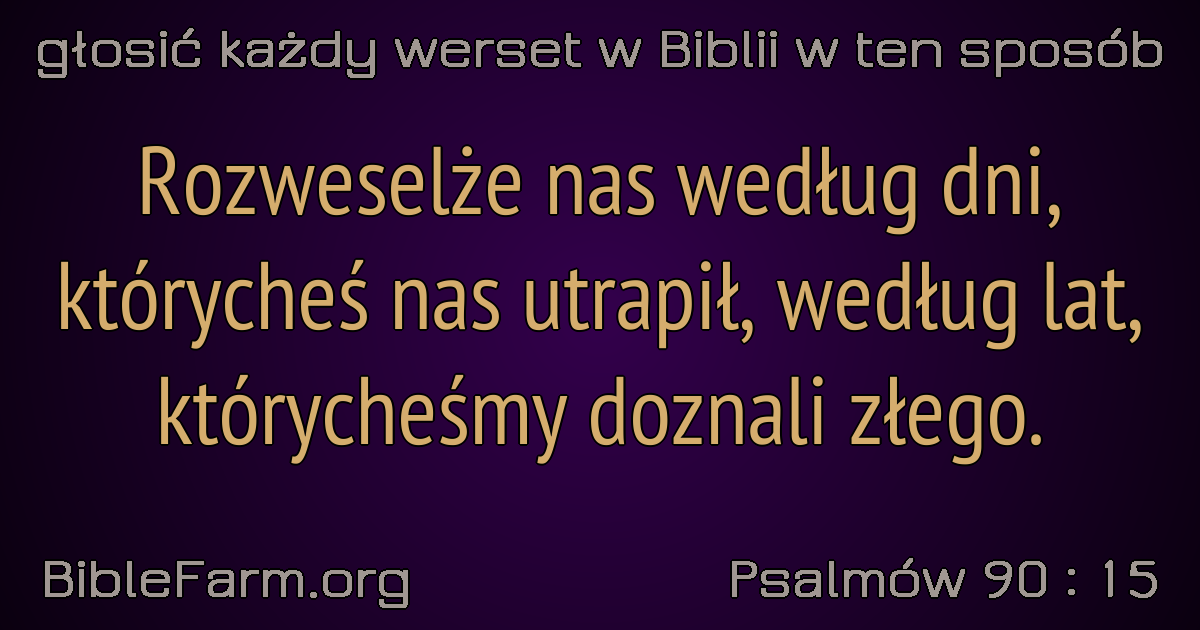 głosić każdy werset w Biblii w ten sposób
Rozweselże nas według dni,
którycheś nas utrapił, według lat,
którycheśmy doznali złego.
BibleFarm.org
Psalmów 90 : 15